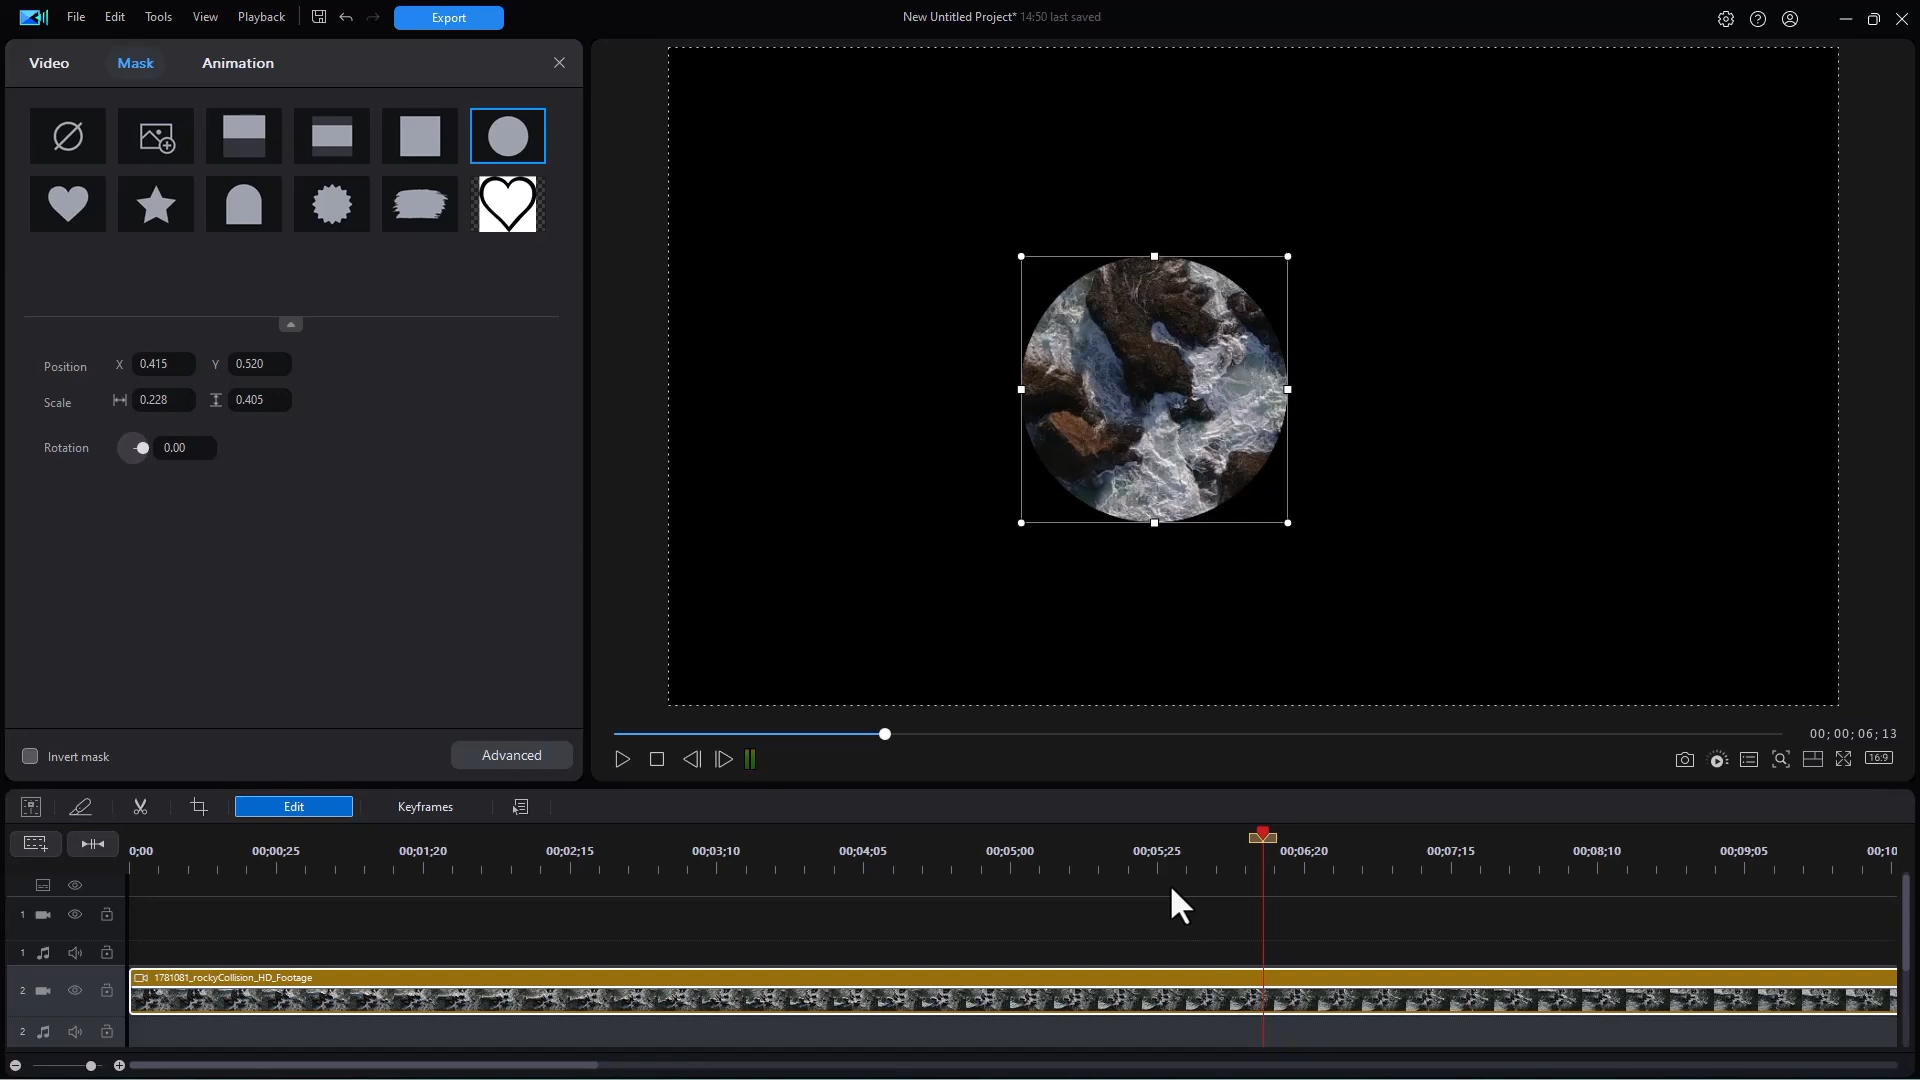 File Edit Tools View Playback Export New Untitled Project* 14:50 last saved
Video Mask Animation
Position X 0.415 Y 0.520
Scale 0.228 0.405
Rotation 0.00
Invert mask Advanced
00; 00; 06; 13
16:9
Edit Keyframes
0;00 00;00;25 00;01;20 00;02;15 00;03;10 00;04;05 00;05;00 00;05;25 00;06;20 00;07;15 00;08;10 00;09;05 00;10
1
1
1781081_rockyCollision_HD_Footage
2
2